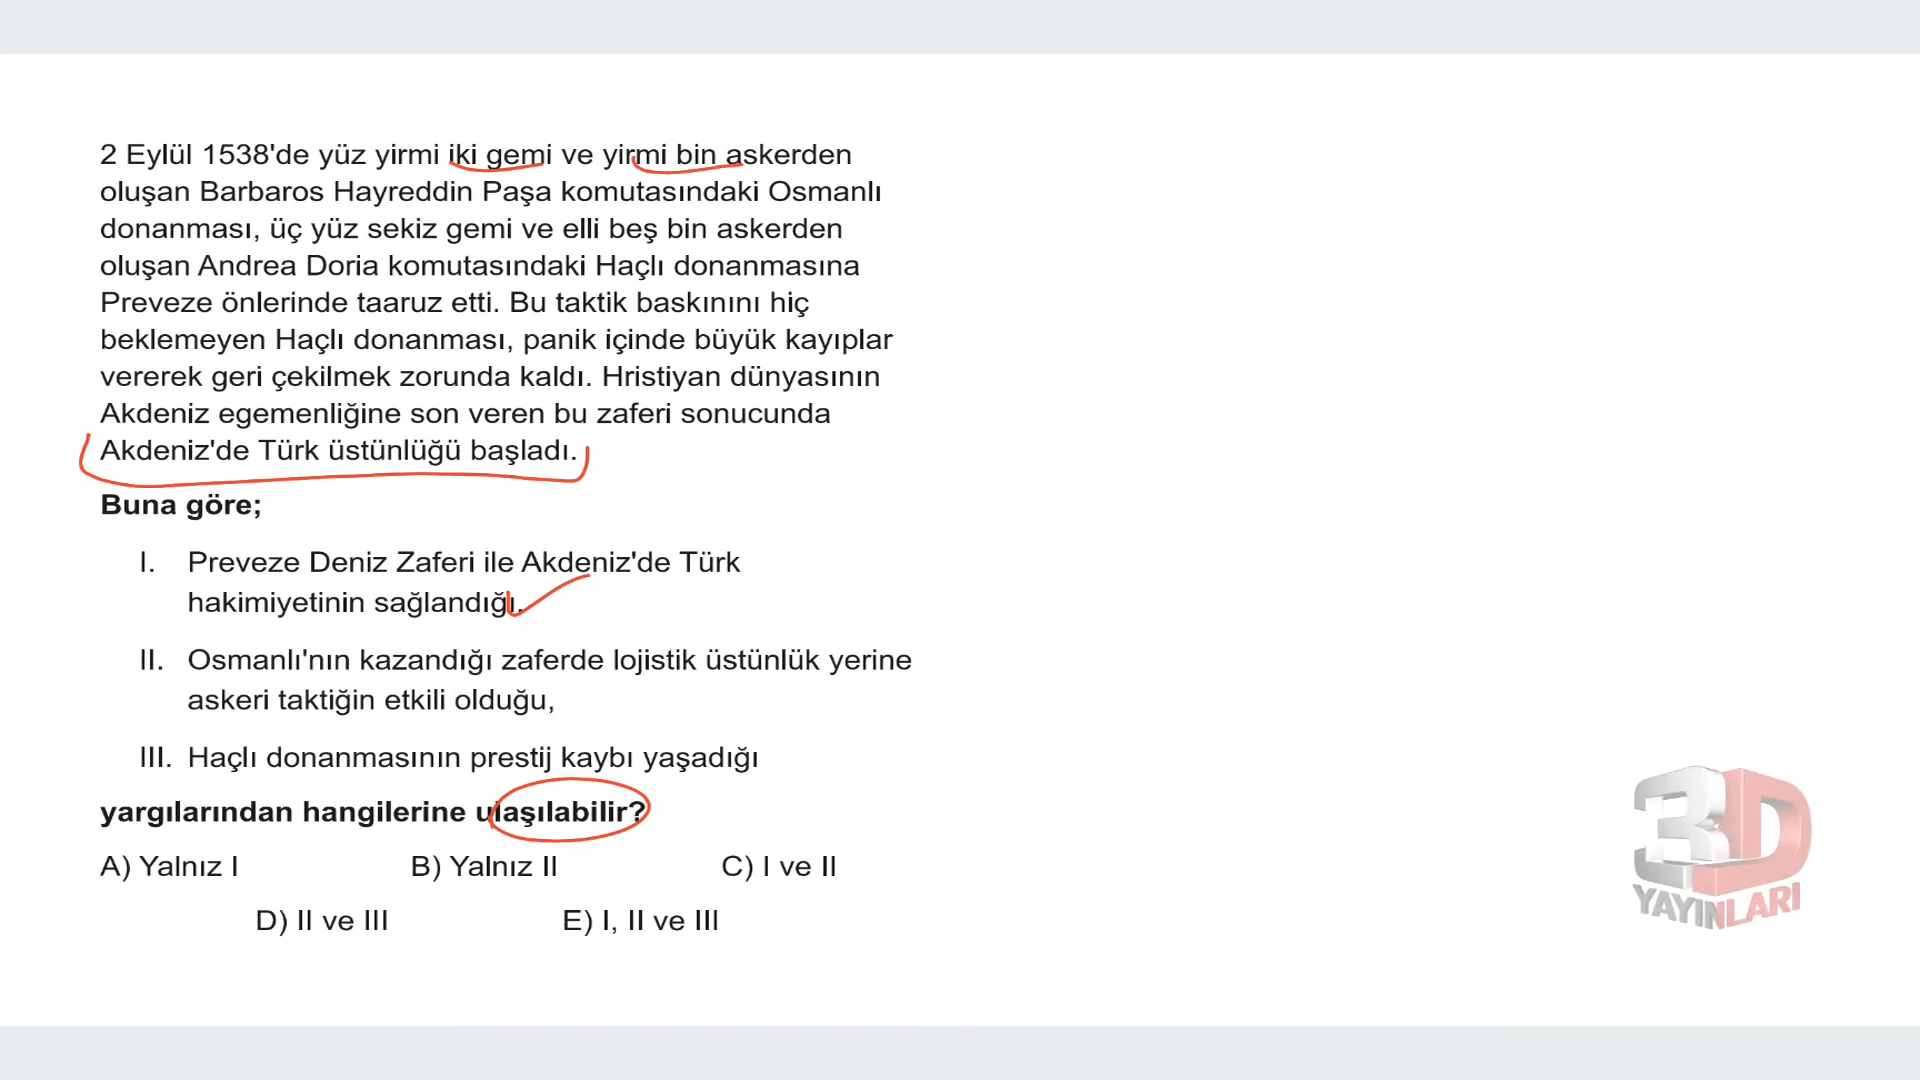 2 Eylül 1538'de yüz yirmi iki gemi ve yirmi bin askerden
oluşan Barbaros Hayreddin Paşa komutasındaki Osmanlı
donanması, üç yüz sekiz gemi ve elli beş bin askerden
oluşan Andrea Doria komutasındaki Haçlı donanmasına
Preveze önlerinde taaruz etti. Bu taktik baskınını hiç
beklemeyen Haçlı donanması, panik içinde büyük kayıplar
vererek geri çekilmek zorunda kaldı. Hristiyan dünyasının
Akdeniz egemenliğine son veren bu zaferi sonucunda
Akdeniz'de Türk üstünlüğü başladı.
Buna göre;
I. Preveze Deniz Zaferi ile Akdeniz'de Türk
hakimiyetinin sağlandığı.
II. Osmanlı'nın kazandığı zaferde lojistik üstünlük yerine
askeri taktiğin etkili olduğu,
III. Haçlı donanmasının prestij kaybı yaşadığı
yargılarından hangilerine ulaşılabilir?
A) Yalnız I B) Yalnız II C) I ve II
D) II ve III E) I, II ve III
3D
YAYINLARI